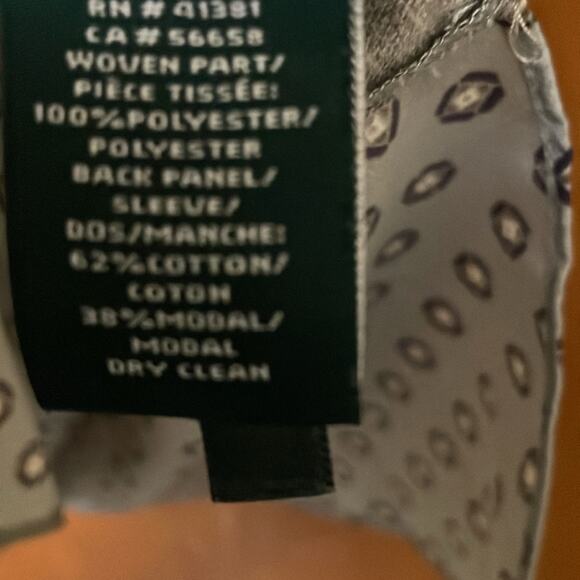 RN # 41381
CA # 56658
WOVEN PART/
PIÈCE TISSÉE:
100%POLYESTER/
POLYESTER
BACK PANEL/
SLEEVE/
DOS/MANCHE:
62%COTTON/
COTON
38%MODAL/
MODAL
DRY CLEAN